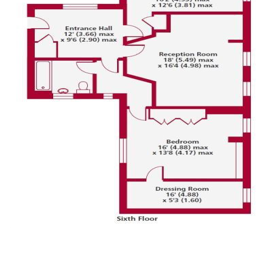 x 12'6 (3.81) max
Entrance Hall
12' (3.66) max
x 9'6 (2.90) max
Reception Room
18' (5.49) max
x 16'4 (4.98) max
Bedroom
16' (4.88) max
x 13'8 (4.17) max
Dressing Room
16' (4.88)
x 5'3 (1.60)
Sixth Floor